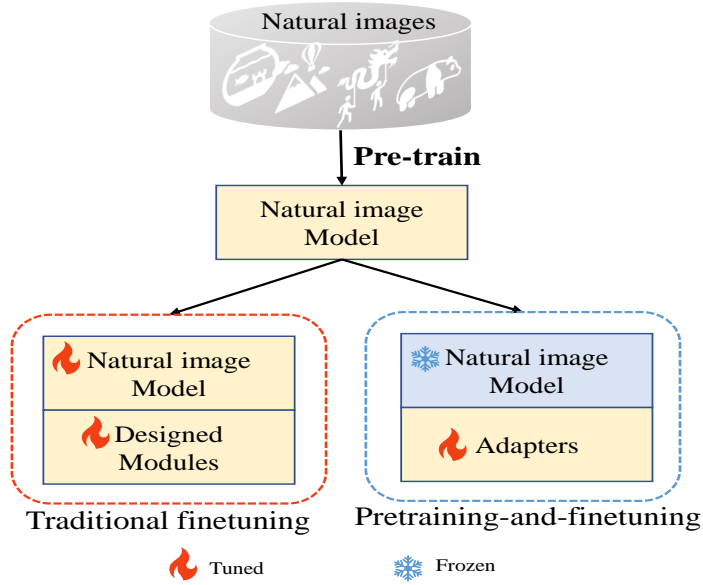 Natural images
Pre-train
Natural image
Model
Natural image
Model
Designed
Modules
Traditional finetuning
Natural image
Model
Adapters
Pretraining-and-finetuning
Tuned
Frozen